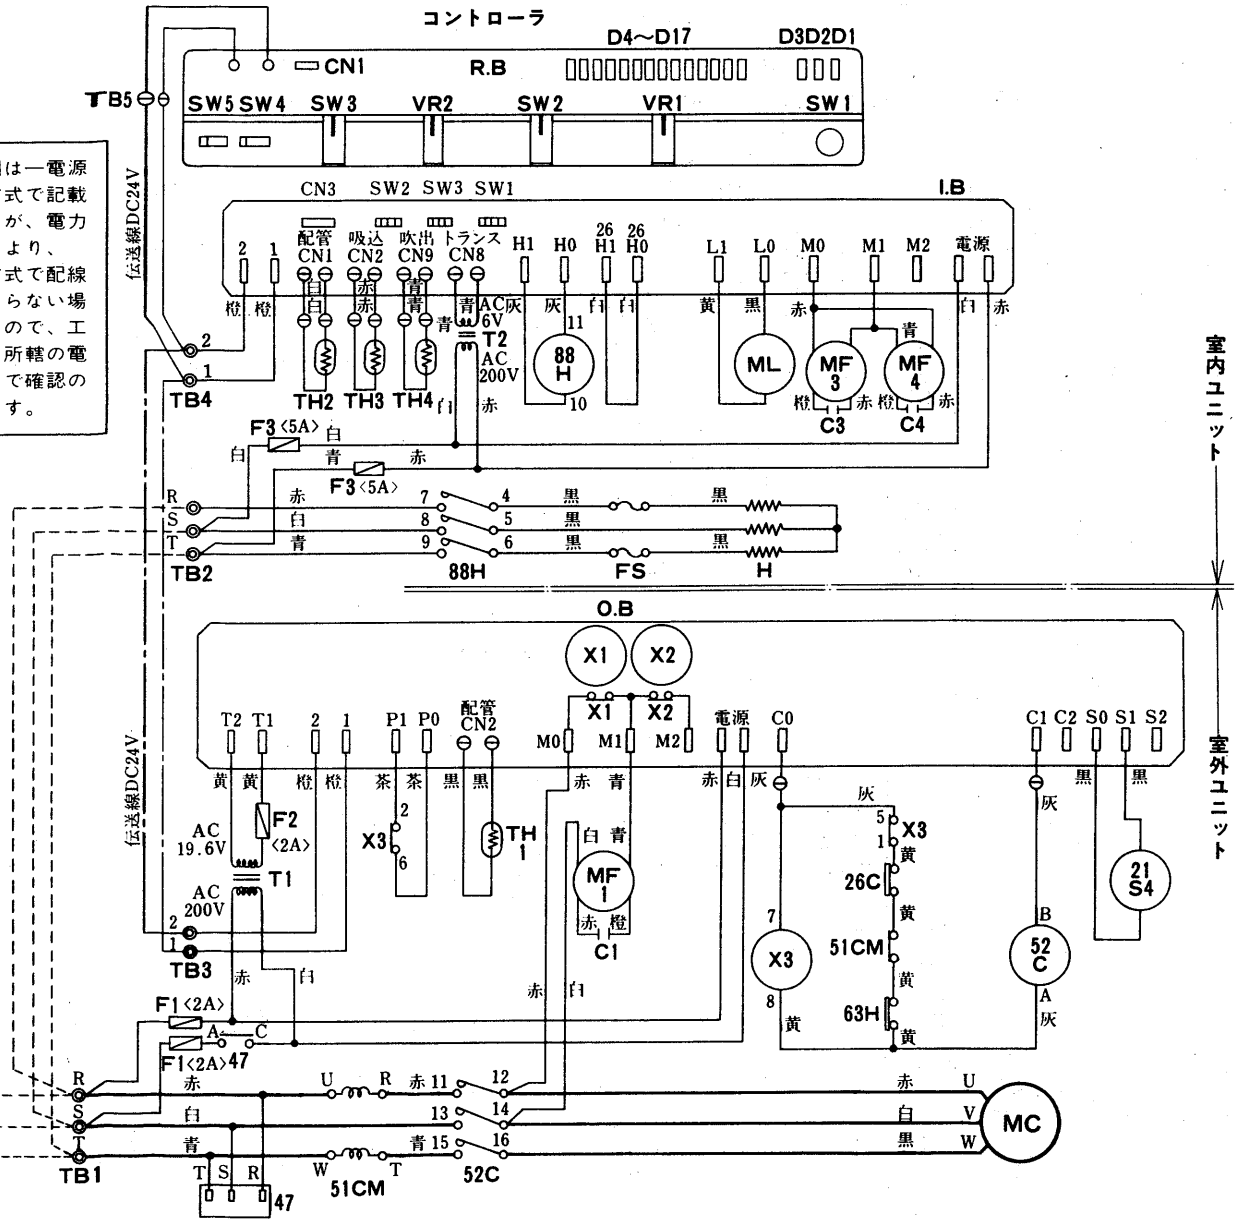 コントローラ
D4〜D17
D3D2D1
CN1
R.B
TB5
SW5 SW4 SW3 VR2 SW2 VR1 SW1
は一電源
式で記載
が、電力
より、
式で配線
らない場
ので、工
所轄の電
で確認の
す。
伝送線DC24V
I.B
CN3 SW2 SW3 SW1
2 1
配管 CN1
吸込 CN2
吹出 CN9
トランス CN8
H1 H0
26 H1
26 H0
L1 L0 M0 M1 M2 電源
橙 橙 白 白 赤 赤 青 青 青 青 灰 灰 白 白 黄 黒 赤 青 白 赤
AC 6V
T2
AC 200V
2
1
TB4
TH2 TH3 TH4
11
88 H
10
ML
MF 3
MF 4
橙 赤 橙 赤
C3 C4
白 赤
室内ユニット
F3<5A> 白
白 青 赤
F3<5A>
R 赤 7 4 黒 黒
S 白 8 5 黒
T 青 9 6 黒 黒
TB2 88H FS H
O.B
X1 X2
X1 X2
T2 T1 2 1 P1 P0
配管 CN2
M0 M1 M2 電源 C0 C1 C2 S0 S1 S2
黄 黄 橙 橙 茶 茶 黒 黒 赤 青 赤 白 灰 灰 灰 黒 黒
室外ユニット
伝送線DC24V
AC 19.6V
F2 <2A>
T1
AC 200V
X3 2 6
TH 1
白 青
MF 1
赤 橙
C1
5 1 X3
黄
26C
黄
51CM
黄
63H
黄
7
X3
8
黄
21 S4
B
52 C
A
灰
2
1
TB3
赤 白
赤 白
F1<2A>
A C
F1<2A> 47
R 赤 U R 赤 11 12 赤 U
S 白 13 14 白 V
T 青 W T 青 15 16 黒 W
TB1
T S R
47
51CM
52C
MC